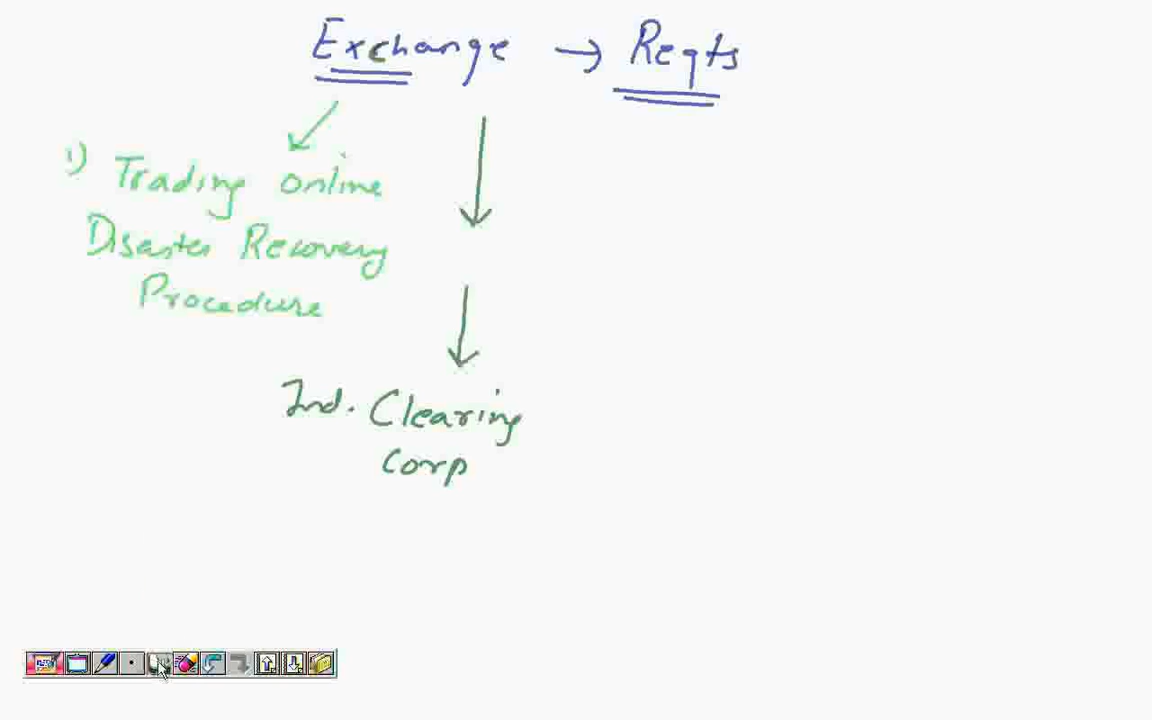 Exchange → Reqts
1) Trading online
Disaster Recovery
Procedure
Ind. Clearing
Corp